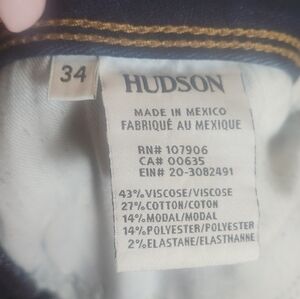 34
HUDSON
MADE IN MEXICO
FABRIQUÉ AU MEXIQUE
RN# 107906
CA# 00635
EIN# 20-3082491
43%VISCOSE/VISCOSE
27%COTTON/COTON
14%MODAL/MODAL
14%POLYESTER/POLYESTER
2%ELASTANE/ELASTHANNE